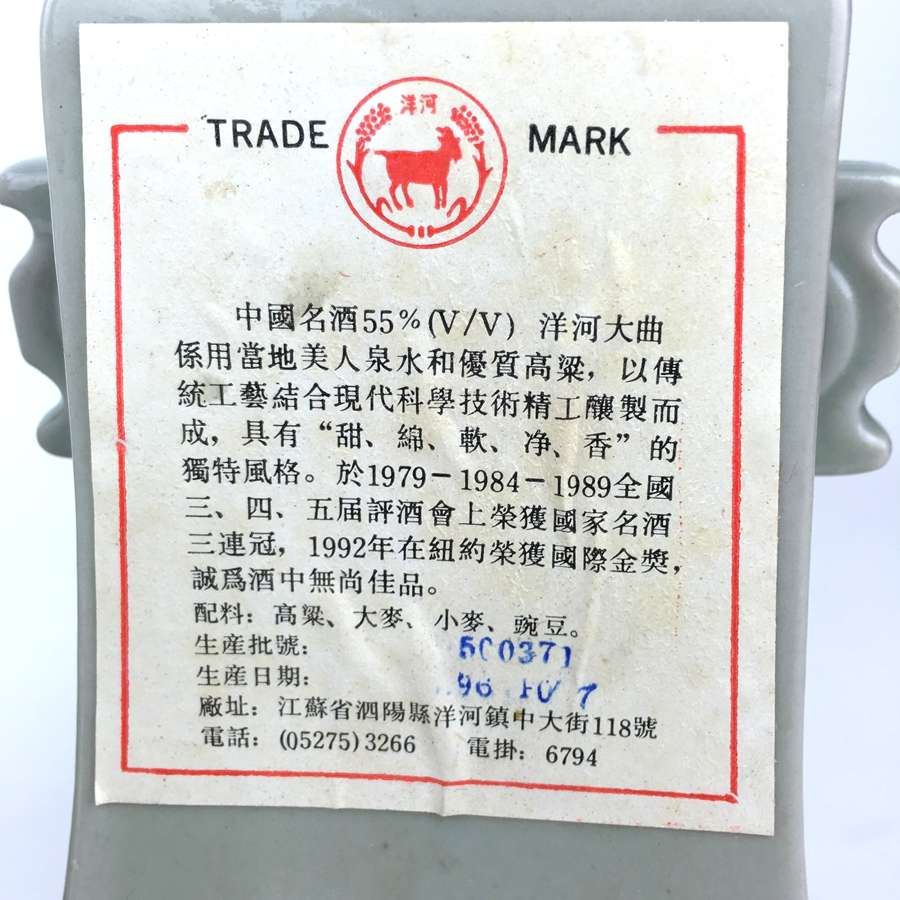 洋河
TRADE MARK
中國名酒55%(V/V) 洋河大曲
係用當地美人泉水和優質高粱，以傳
統工藝結合現代科學技術精工釀製而
成，具有“甜、綿、軟、净、香”的
獨特風格。於1979－1984－1989全國
三、四、五届評酒會上榮獲國家名酒
三連冠，1992年在紐約榮獲國際金獎，
誠爲酒中無尚佳品。
配料：高粱、大麥、小麥、豌豆。
生産批號： 500371
生産日期： 96 10 7
廠址：江蘇省泗陽縣洋河鎮中大街118號
電話：(05275)3266 電掛：6794